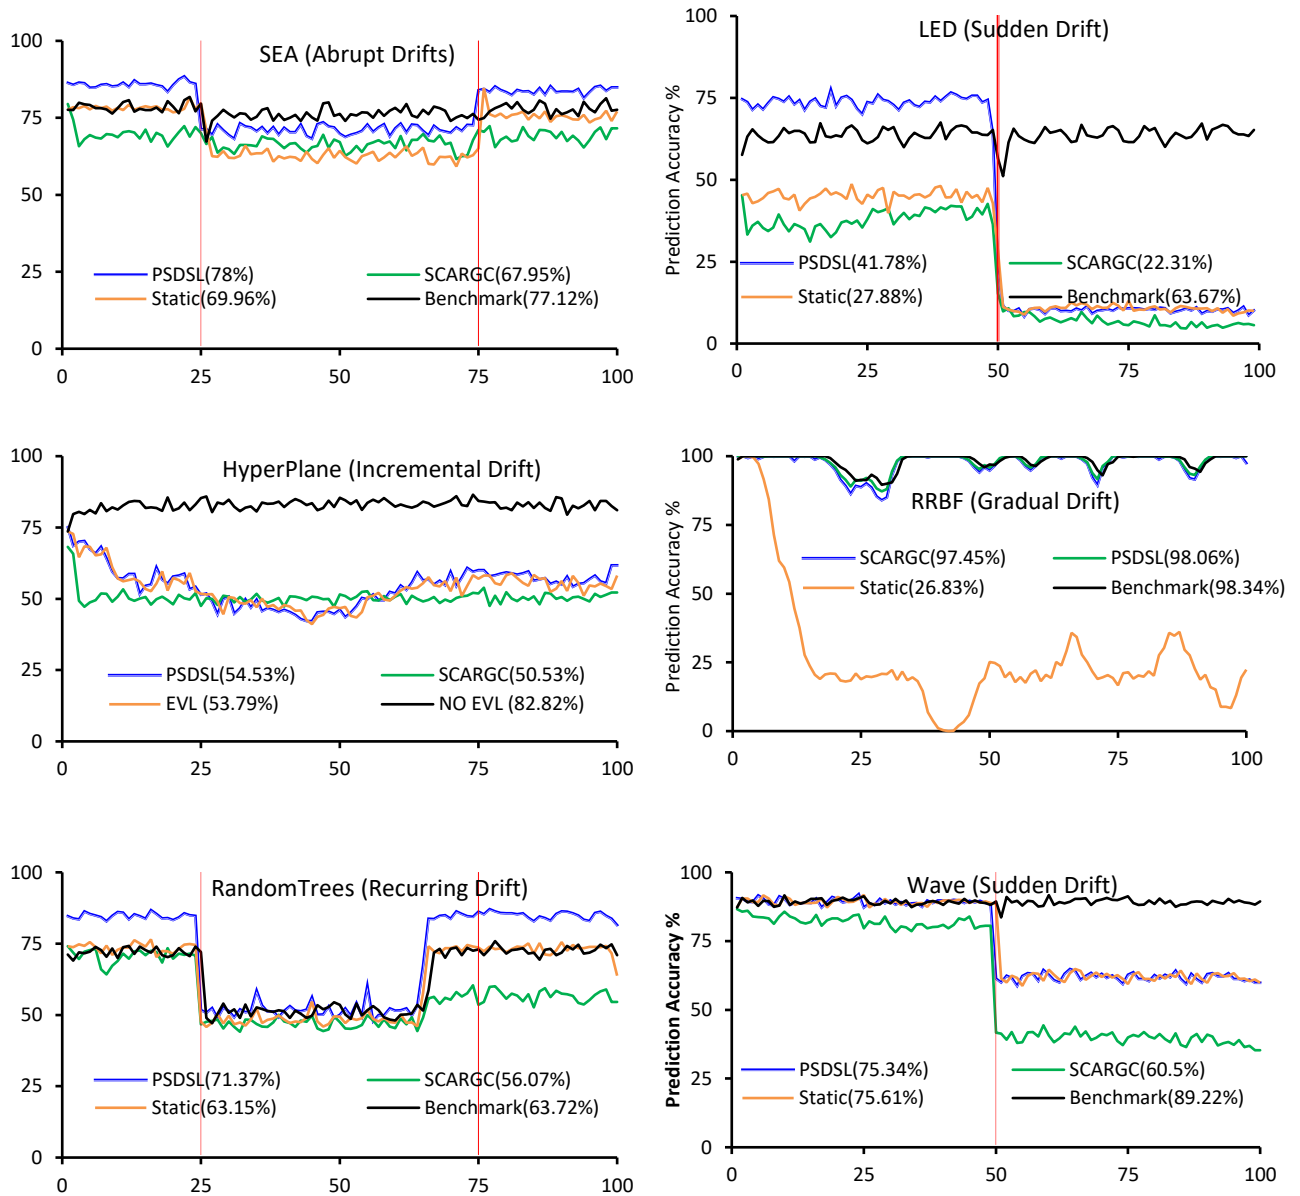 SEA (Abrupt Drifts)
100
75
50
25
0
PSDSL(78%)
SCARGC(67.95%)
Static(69.96%)
Benchmark(77.12%)
0 25 50 75 100
LED (Sudden Drift)
Prediction Accuracy %
100
75
50
25
0
PSDSL(41.78%)
SCARGC(22.31%)
Static(27.88%)
Benchmark(63.67%)
0 25 50 75 100
HyperPlane (Incremental Drift)
100
75
50
25
0
PSDSL(54.53%)
SCARGC(50.53%)
EVL (53.79%)
NO EVL (82.82%)
0 25 50 75 100
RRBF (Gradual Drift)
Prediction Accuracy %
100
75
50
25
0
SCARGC(97.45%)
PSDSL(98.06%)
Static(26.83%)
Benchmark(98.34%)
0 25 50 75 100
RandomTrees (Recurring Drift)
100
75
50
25
0
PSDSL(71.37%)
SCARGC(56.07%)
Static(63.15%)
Benchmark(63.72%)
0 25 50 75 100
Wave (Sudden Drift)
Prediction Accuracy %
100
75
50
25
0
PSDSL(75.34%)
SCARGC(60.5%)
Static(75.61%)
Benchmark(89.22%)
0 25 50 75 100